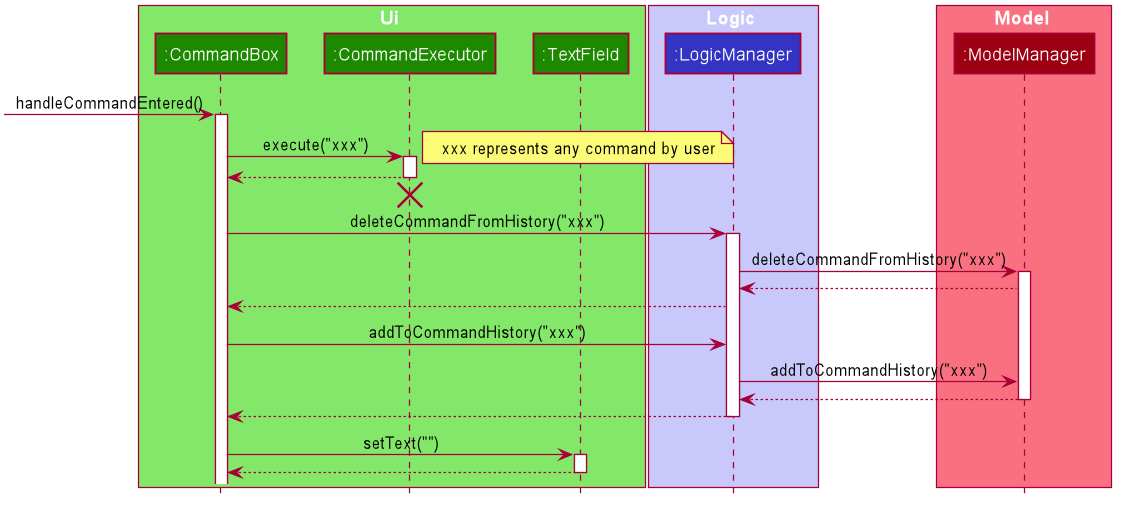 Ui
Logic
Model
:CommandBox
:CommandExecutor
:TextField
:LogicManager
:ModelManager
handleCommandEntered()
execute("xxx")
xxx represents any command by user
deleteCommandFromHistory("xxx")
deleteCommandFromHistory("xxx")
addToCommandHistory("xxx")
addToCommandHistory("xxx")
setText("")